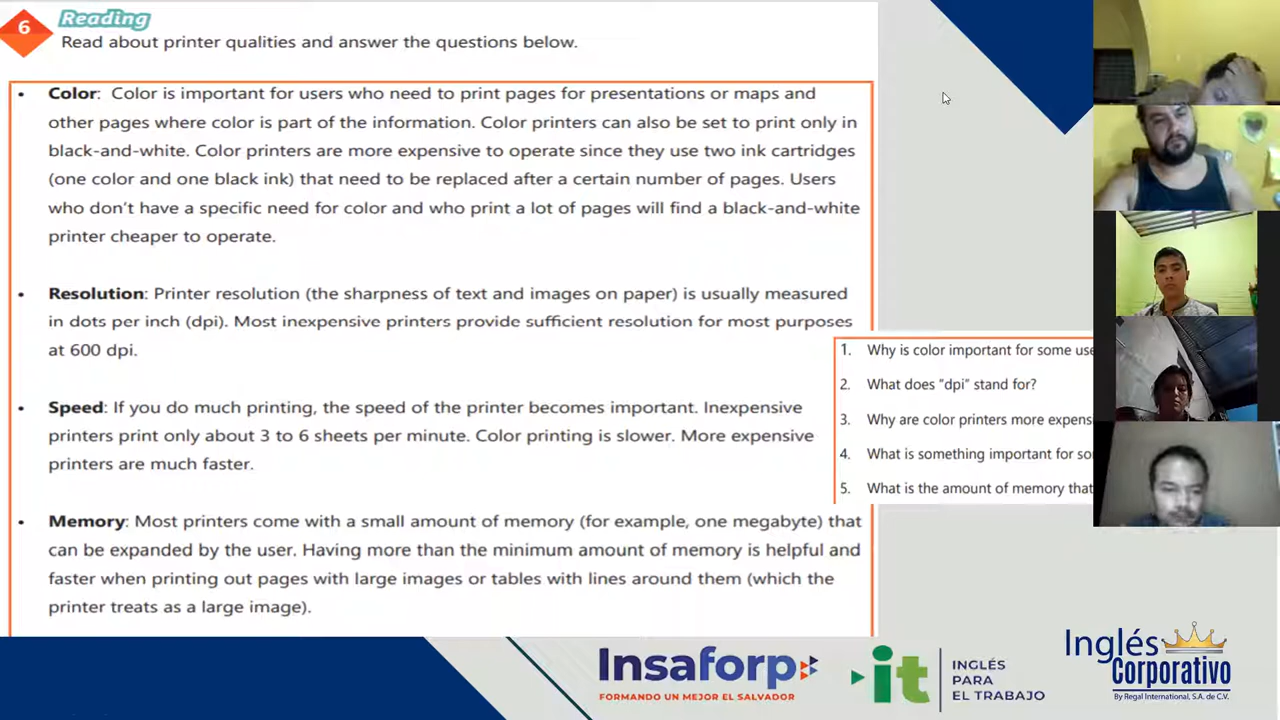 6
Reading
Read about printer qualities and answer the questions below.
• Color: Color is important for users who need to print pages for presentations or maps and
other pages where color is part of the information. Color printers can also be set to print only in
black-and-white. Color printers are more expensive to operate since they use two ink cartridges
(one color and one black ink) that need to be replaced after a certain number of pages. Users
who don't have a specific need for color and who print a lot of pages will find a black-and-white
printer cheaper to operate.
• Resolution: Printer resolution (the sharpness of text and images on paper) is usually measured
in dots per inch (dpi). Most inexpensive printers provide sufficient resolution for most purposes
at 600 dpi.
• Speed: If you do much printing, the speed of the printer becomes important. Inexpensive
printers print only about 3 to 6 sheets per minute. Color printing is slower. More expensive
printers are much faster.
• Memory: Most printers come with a small amount of memory (for example, one megabyte) that
can be expanded by the user. Having more than the minimum amount of memory is helpful and
faster when printing out pages with large images or tables with lines around them (which the
printer treats as a large image).
1. Why is color important for some use
2. What does "dpi" stand for?
3. Why are color printers more expens
4. What is something important for so
5. What is the amount of memory that
Insaforp
FORMANDO UN MEJOR EL SALVADOR
it
INGLÉS
PARA
EL TRABAJO
Inglés
Corporativo
By Regal International, S.A. de C.V.